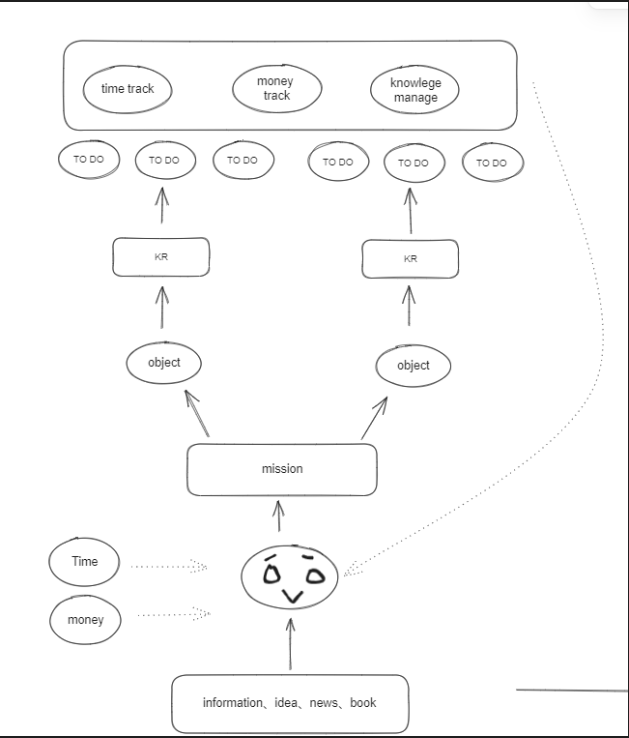 time track
money
track
knowlege
manage
TO DO
TO DO
TO DO
TO DO
TO DO
TO DO
KR
KR
object
object
mission
Time
money
information、idea、news、book